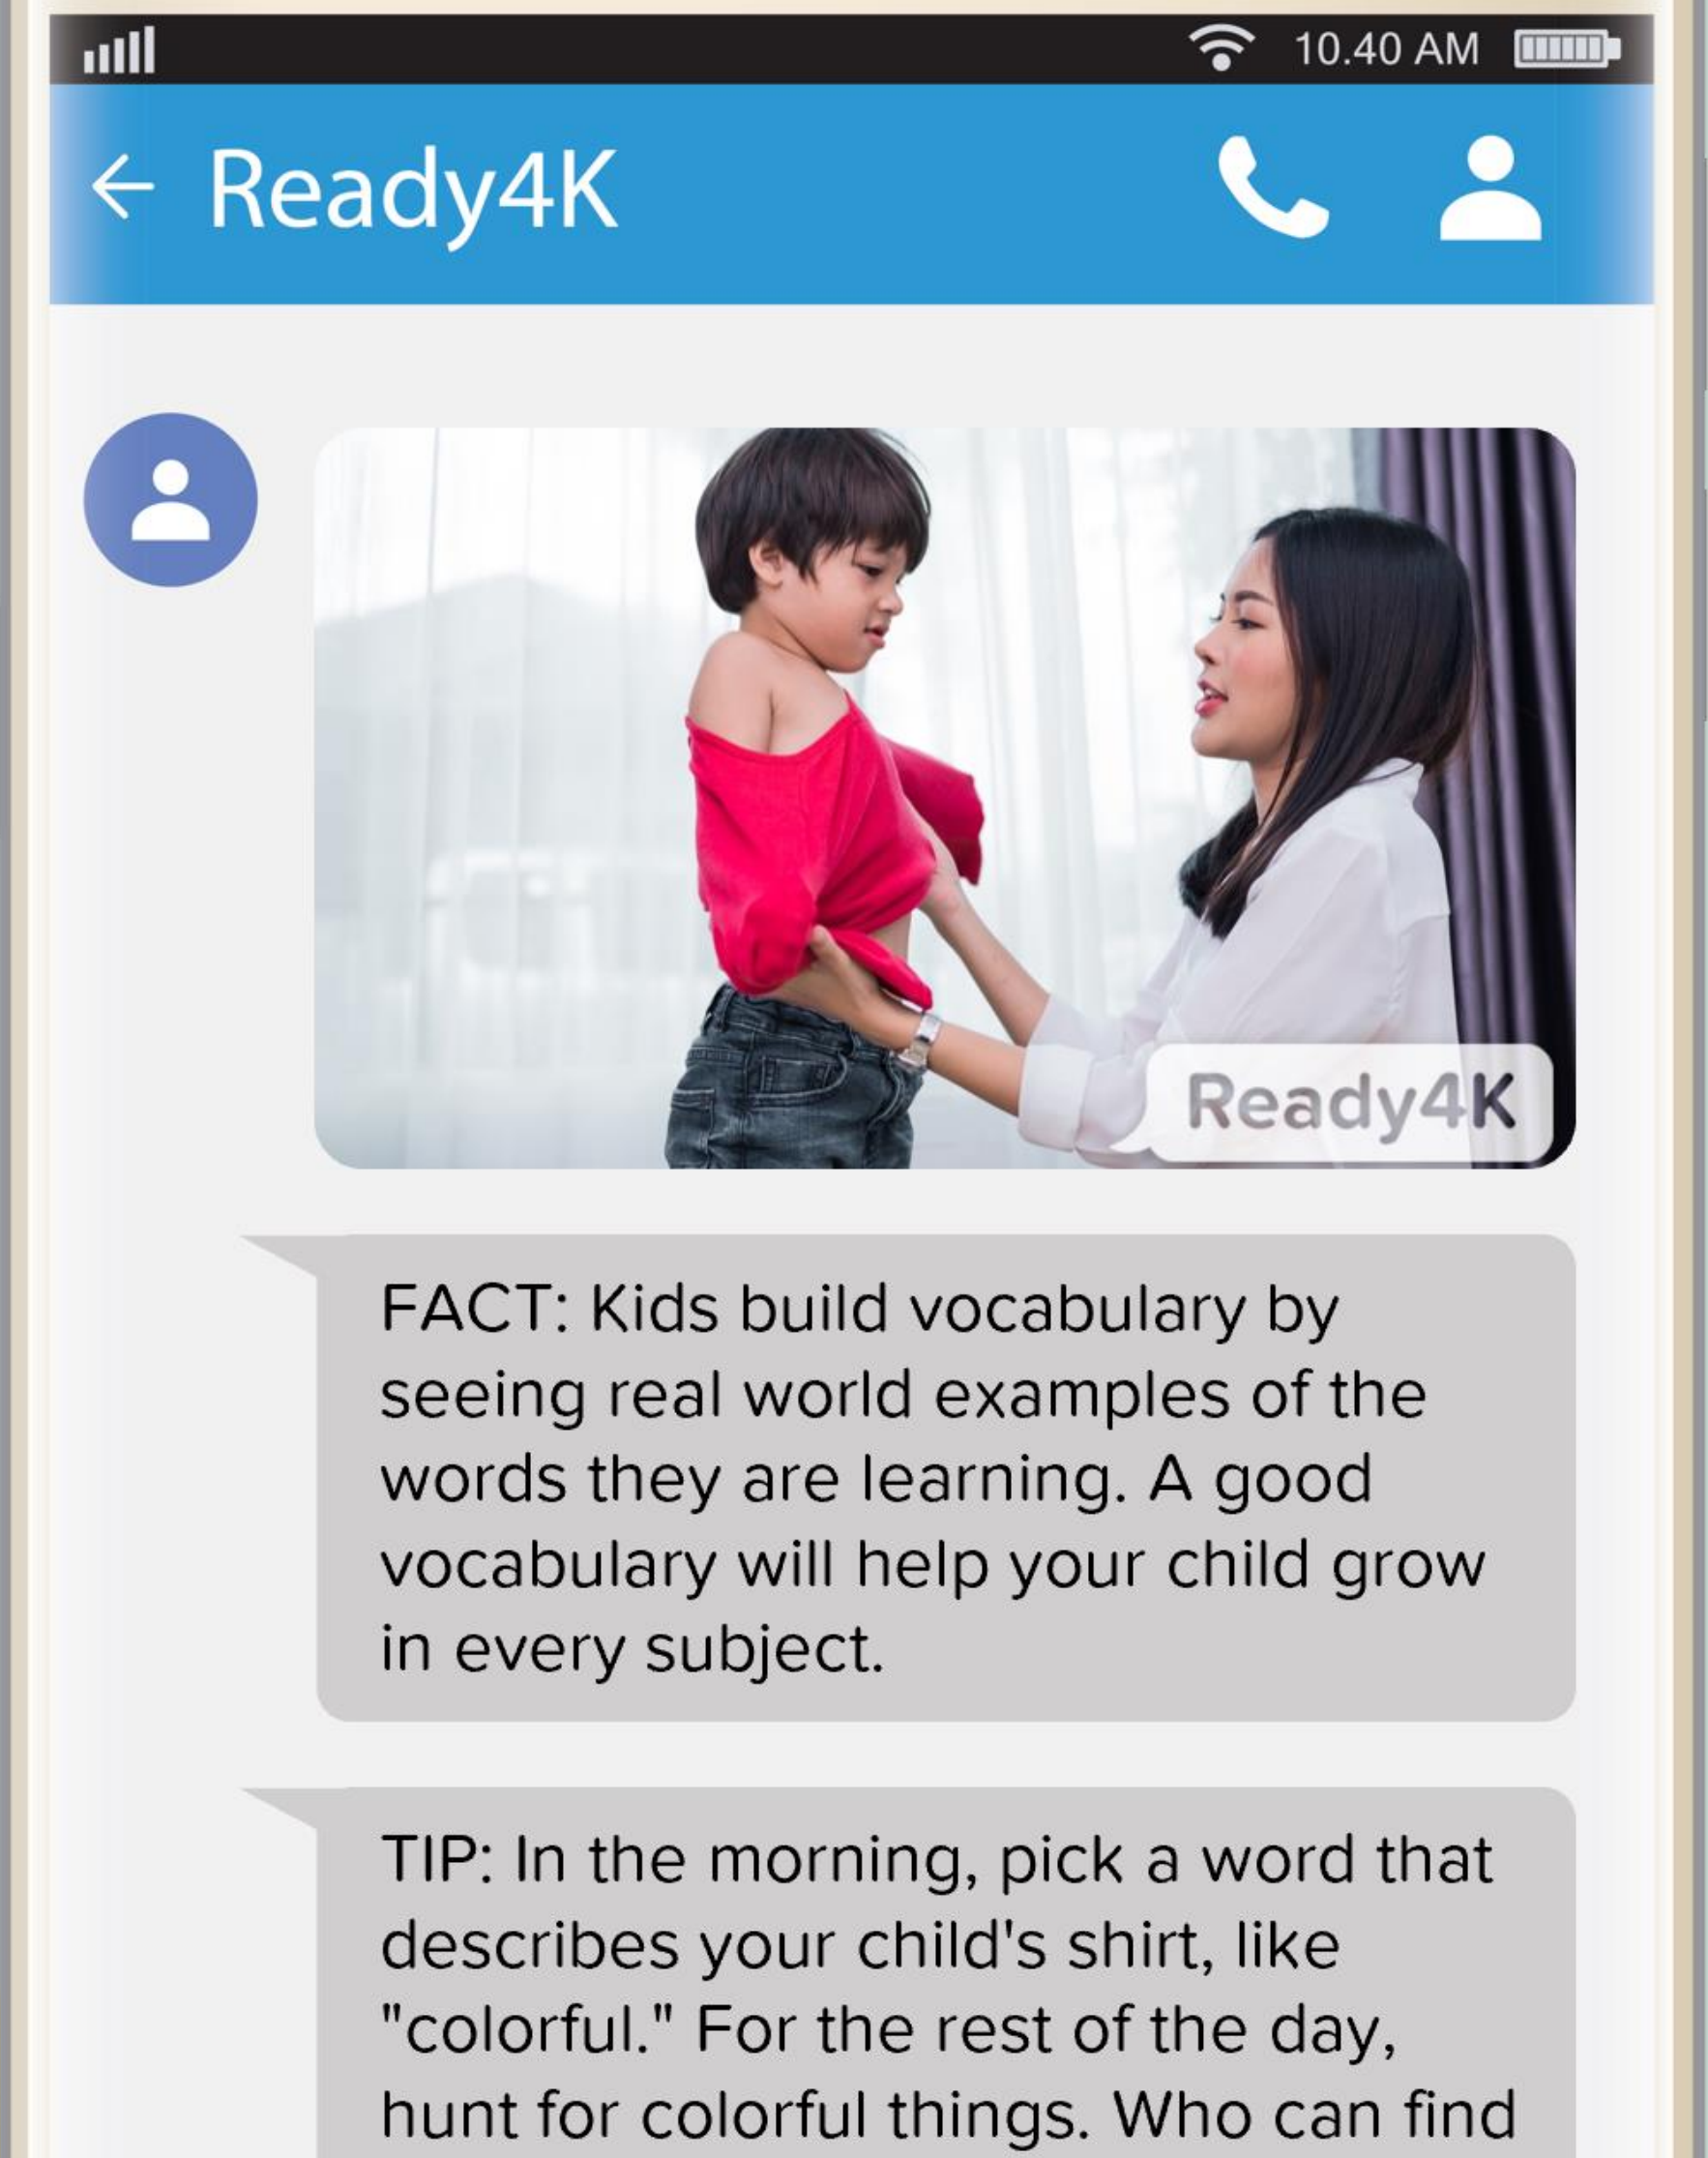 10.40 AM
Ready4K
Ready4K
FACT: Kids build vocabulary by
seeing real world examples of the
words they are learning. A good
vocabulary will help your child grow
in every subject.
TIP: In the morning, pick a word that
describes your child's shirt, like
"colorful." For the rest of the day,
hunt for colorful things. Who can find